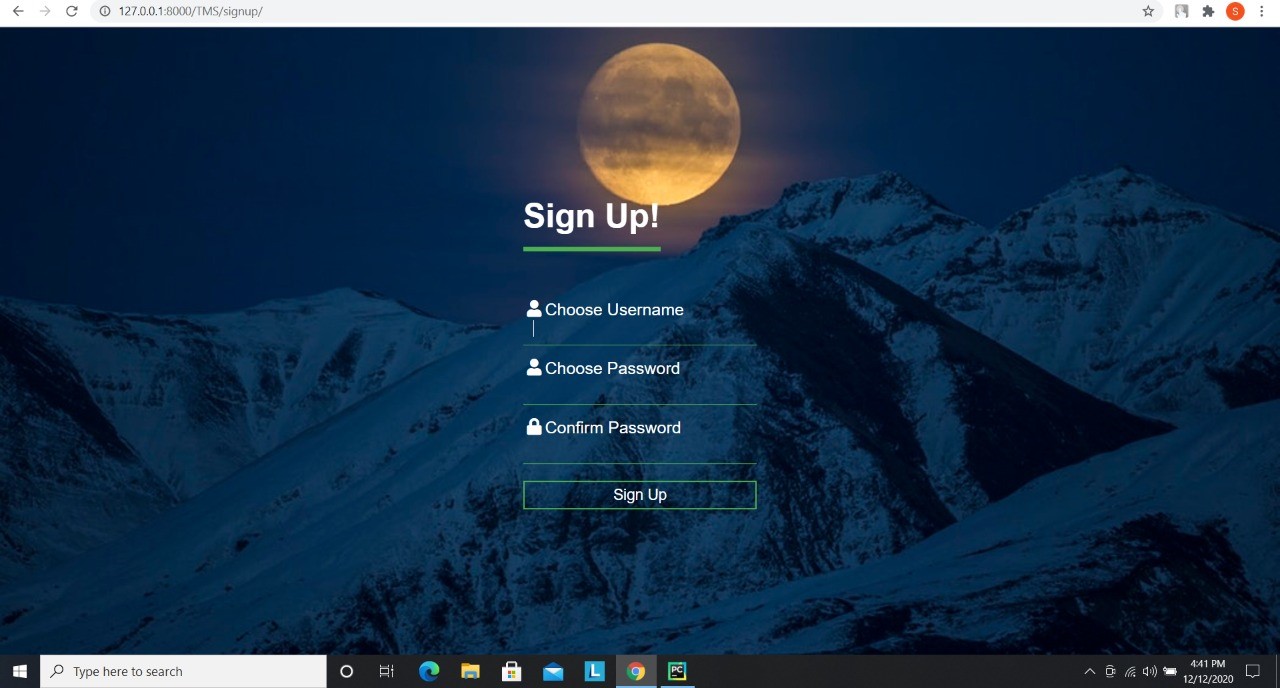 127.0.0.1:8000/TMS/signup/
S
Sign Up!
Choose Username
Choose Password
Confirm Password
Sign Up
Type here to search
L
PC
4:41 PM
12/12/2020